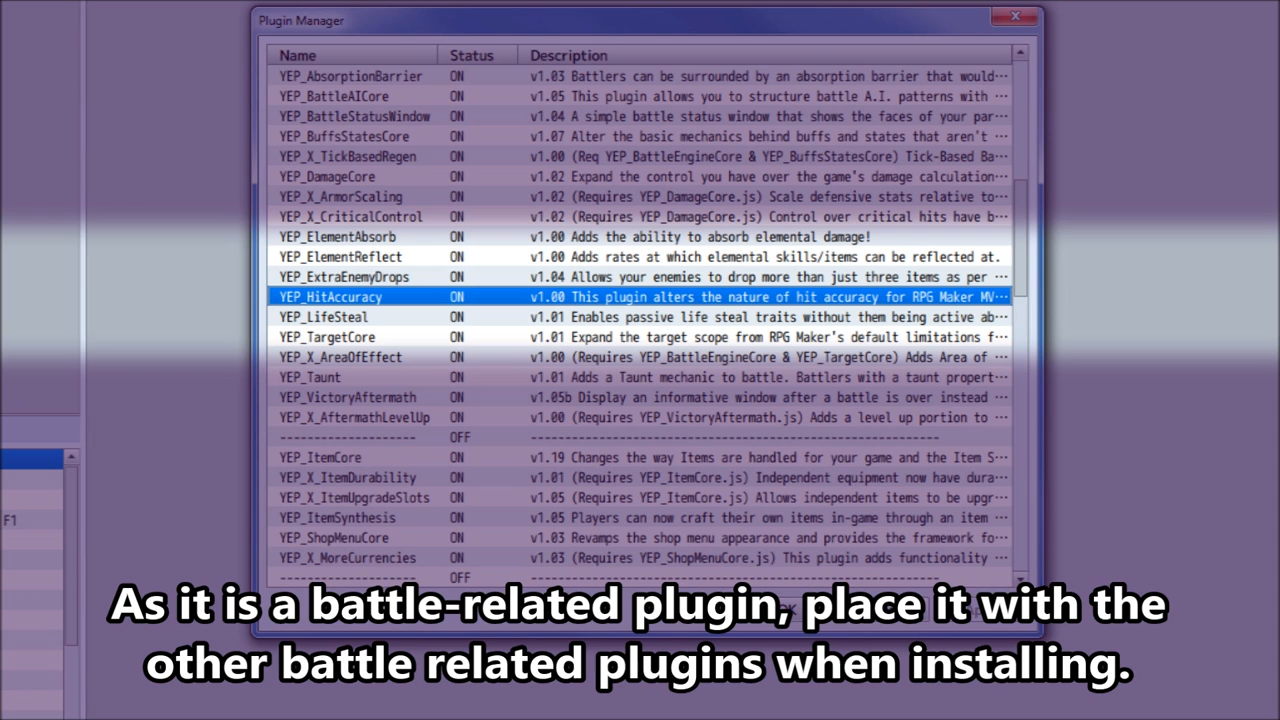 Plugin Manager
Name Status Description
YEP_AbsorptionBarrier ON v1.03 Battlers can be surrounded by an absorption barrier that would···
YEP_BattleAICore ON v1.05 This plugin allows you to structure battle A.I. patterns with ···
YEP_BattleStatusWindow ON v1.04 A simple battle status window that shows the faces of your par···
YEP_BuffsStatesCore ON v1.07 Alter the basic mechanics behind buffs and states that aren't ···
YEP_X_TickBasedRegen ON v1.00 (Req YEP_BattleEngineCore & YEP_BuffsStatesCore) Tick-Based Ba···
YEP_DamageCore ON v1.02 Expand the control you have over the game's damage calculation···
YEP_X_ArmorScaling ON v1.02 (Requires YEP_DamageCore.js) Scale defensive stats relative to···
YEP_X_CriticalControl ON v1.02 (Requires YEP_DamageCore.js) Control over critical hits have b···
YEP_ElementAbsorb ON v1.00 Adds the ability to absorb elemental damage!
YEP_ElementReflect ON v1.00 Adds rates at which elemental skills/items can be reflected at.
YEP_ExtraEnemyDrops ON v1.04 Allows your enemies to drop more than just three items as per ···
YEP_HitAccuracy ON v1.00 This plugin alters the nature of hit accuracy for RPG Maker MV···
YEP_LifeSteal ON v1.01 Enables passive life steal traits without them being active ab···
YEP_TargetCore ON v1.01 Expand the target scope from RPG Maker's default limitations f···
YEP_X_AreaOfEffect ON v1.00 (Requires YEP_BattleEngineCore & YEP_TargetCore) Adds Area of ···
YEP_Taunt ON v1.01 Adds a Taunt mechanic to battle. Battlers with a taunt propert···
YEP_VictoryAftermath ON v1.05b Display an informative window after a battle is over instead ···
YEP_X_AftermathLevelUp ON v1.00 (Requires YEP_VictoryAftermath.js) Adds a level up portion to ···
-------------------- OFF ------------------------------------------------------------
YEP_ItemCore ON v1.19 Changes the way Items are handled for your game and the Item S···
YEP_X_ItemDurability ON v1.01 (Requires YEP_ItemCore.js) Independent equipment now have dura···
YEP_X_ItemUpgradeSlots ON v1.05 (Requires YEP_ItemCore.js) Allows independent items to be upgr···
F1
YEP_ItemSynthesis ON v1.05 Players can now craft their own items in-game through an item ···
YEP_ShopMenuCore ON v1.03 Revamps the shop menu appearance and provides the framework fo···
YEP_X_MoreCurrencies ON v1.03 (Requires YEP_ShopMenuCore.js) This plugin adds functionality ···
-------------------- OFF ------------------------------------------------------------
As it is a battle-related plugin, place it with the
other battle related plugins when installing.